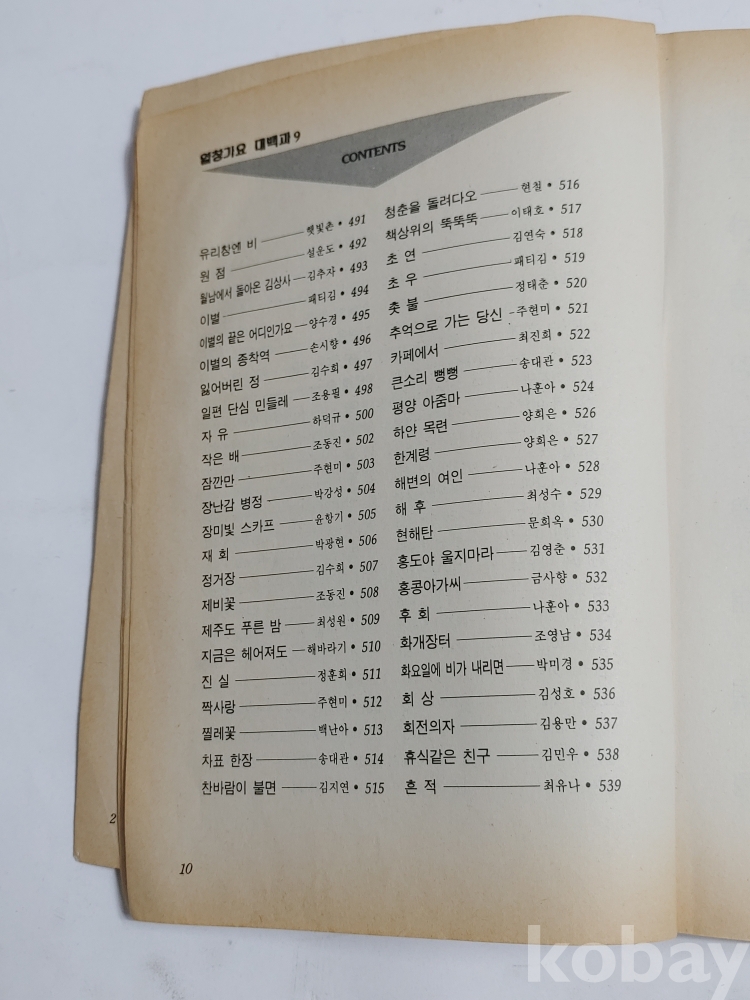 열창가요 대백과 9
CONTENTS
유리창엔 비 햇빛촌 • 491
원 점 설운도 • 492
월남에서 돌아온 김상사 김추자 • 493
이별 패티김 • 494
이별의 끝은 어디인가요 양수경 • 495
이별의 종착역 손시향 • 496
잃어버린 정 김수희 • 497
일편 단심 민들레 조용필 • 498
자 유 하덕규 • 500
작은 배 조동진 • 502
잠깐만 주현미 • 503
장난감 병정 박강성 • 504
장미빛 스카프 윤항기 • 505
재 회 박광현 • 506
정거장 김수희 • 507
제비꽃 조동진 • 508
제주도 푸른 밤 최성원 • 509
지금은 헤어져도 해바라기 • 510
진 실 정훈희 • 511
짝사랑 주현미 • 512
찔레꽃 백난아 • 513
차표 한장 송대관 • 514
찬바람이 불면 김지연 • 515
청춘을 돌려다오 현철 • 516
책상위의 뚝뚝뚝 이태호 • 517
초 연 김연숙 • 518
초 우 패티김 • 519
촛 불 정태춘 • 520
추억으로 가는 당신 주현미 • 521
카페에서 최진희 • 522
큰소리 뻥뻥 송대관 • 523
평양 아줌마 나훈아 • 524
하얀 목련 양희은 • 526
한계령 양희은 • 527
해변의 여인 나훈아 • 528
해 후 최성수 • 529
현해탄 문희옥 • 530
홍도야 울지마라 김영춘 • 531
홍콩아가씨 금사향 • 532
후 회 나훈아 • 533
화개장터 조영남 • 534
화요일에 비가 내리면 박미경 • 535
회 상 김성호 • 536
회전의자 김용만 • 537
휴식같은 친구 김민우 • 538
흔 적 최유나 • 539
10
2
kobay